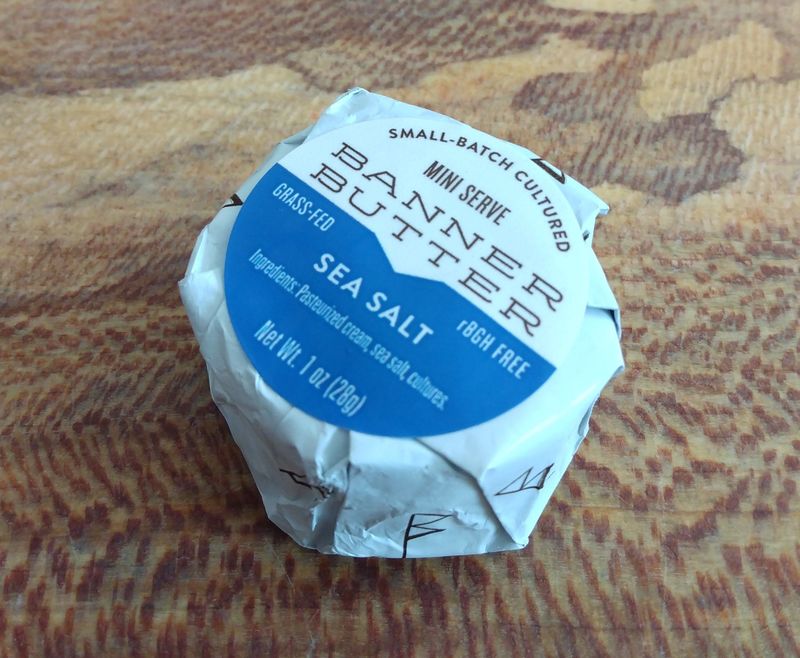 SMALL-BATCH CULTURED
MINI SERVE
BANNER
BUTTER
GRASS-FED
rBGH FREE
SEA SALT
Ingredients: Pasteurized cream, sea salt, cultures.
Net Wt. 1 oz (28g)